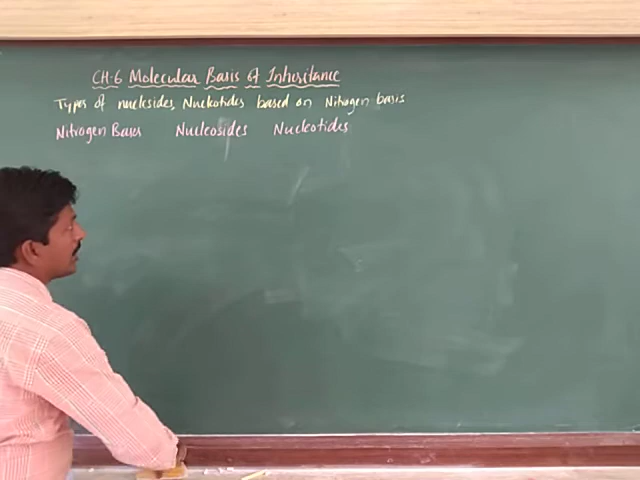 CH-6 Molecular Basis of Inheritance
Types of nucleosides, Nucleotides based on Nitrogen basis
Nitrogen Bases Nucleosides Nucleotides